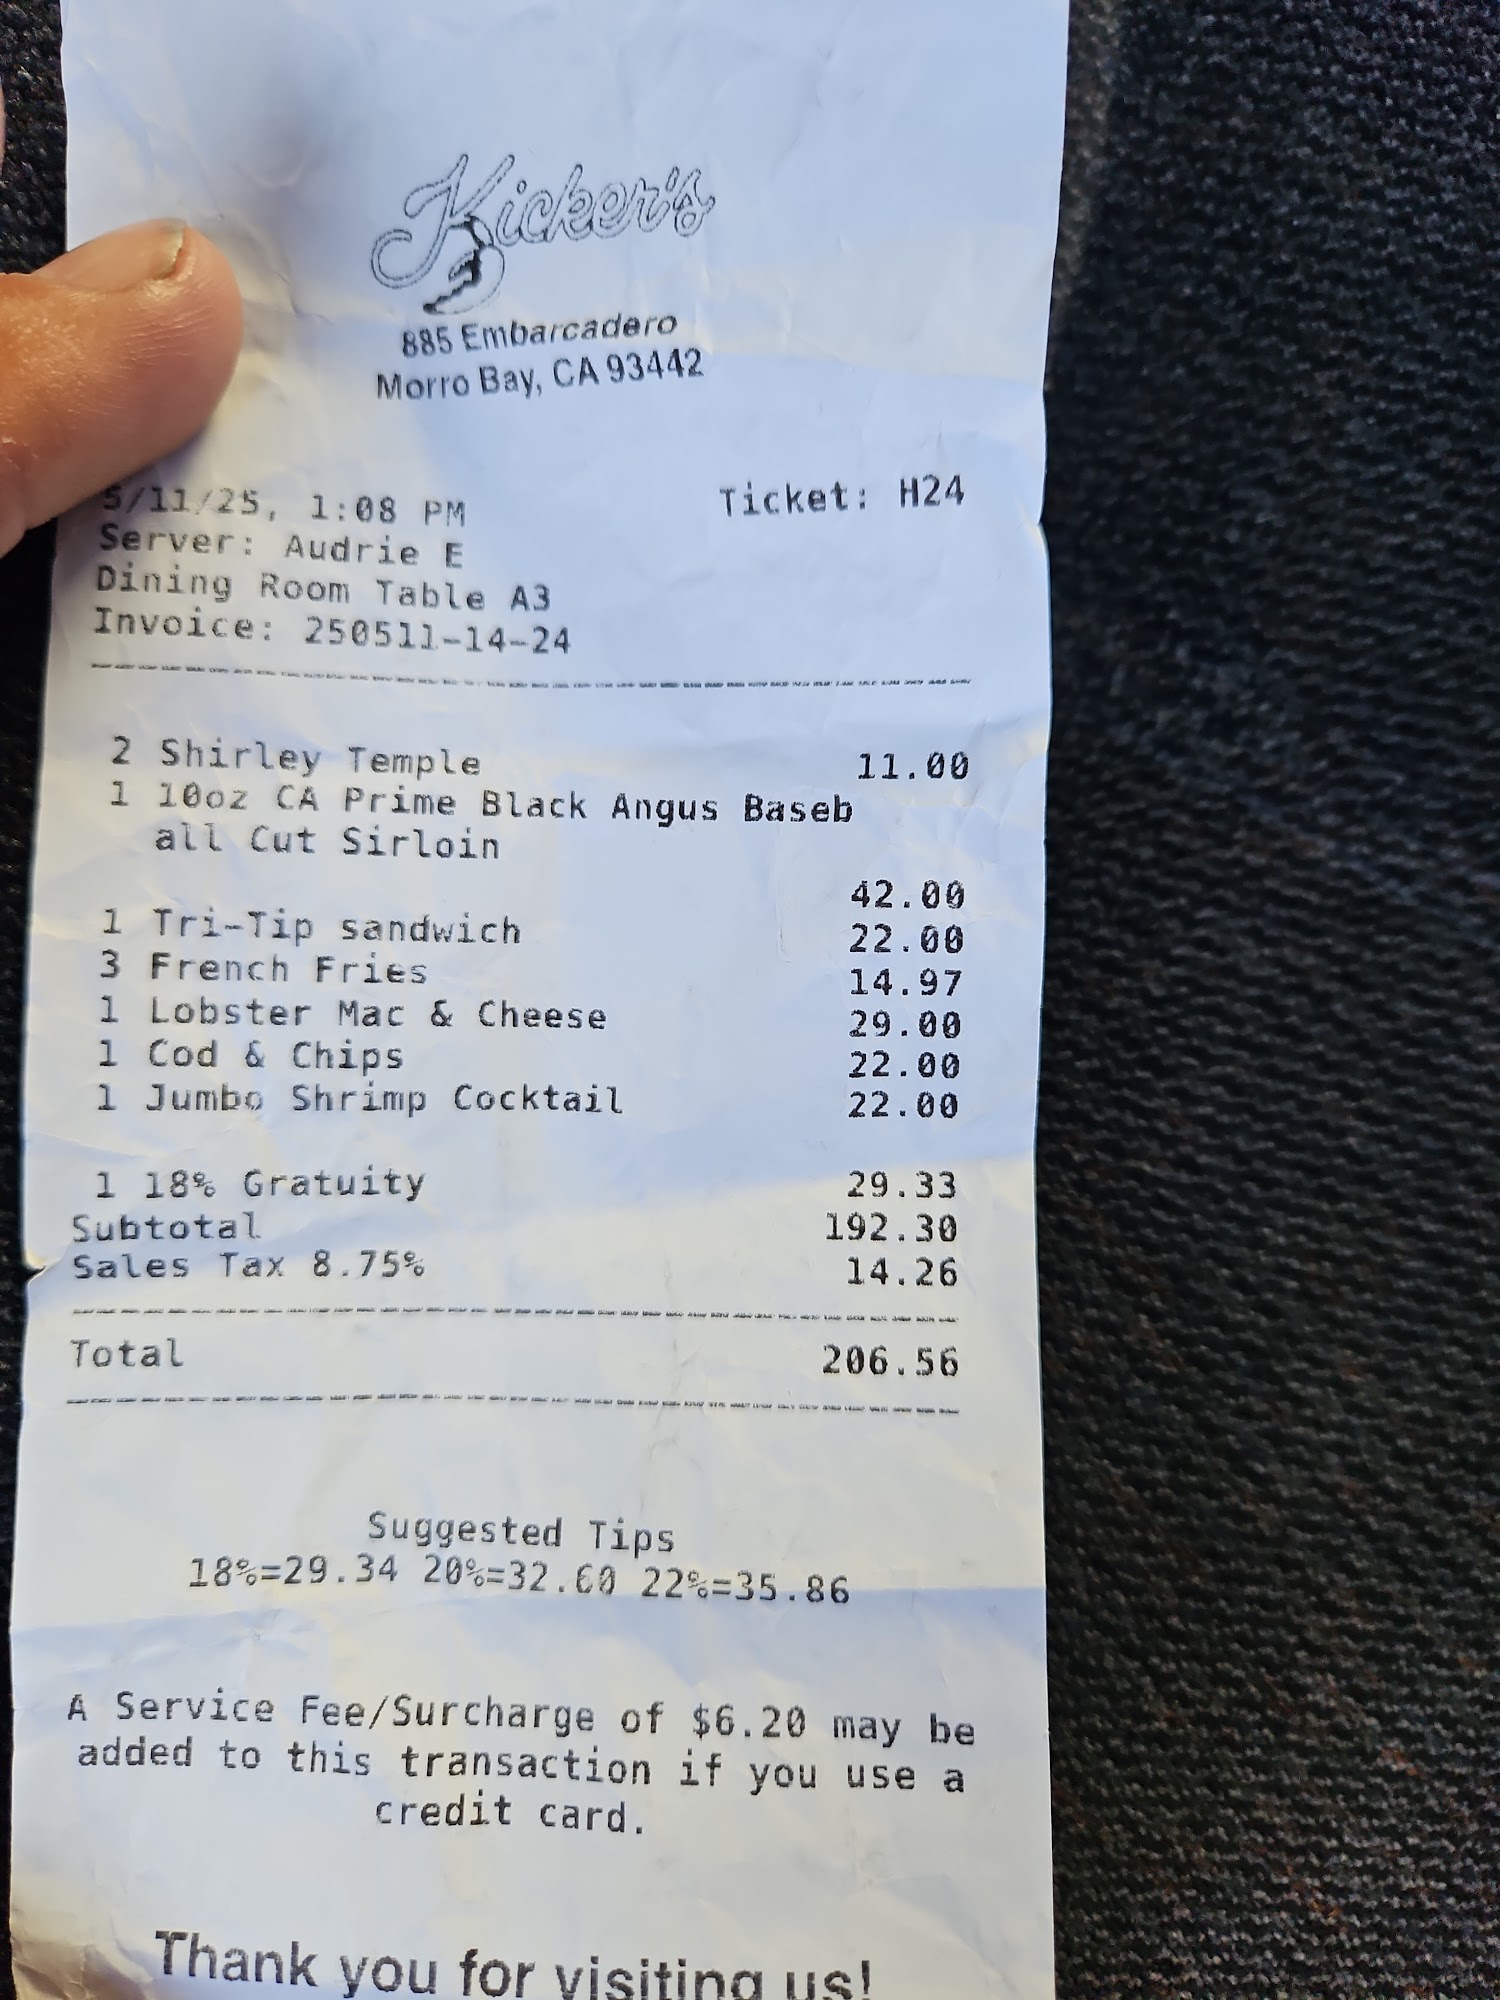 Kicker's
885 Embarcadero
Morro Bay, CA 93442
5/11/25, 1:08 PM Ticket: H24
Server: Audrie E
Dining Room Table A3
Invoice: 250511-14-24
2 Shirley Temple 11.00
1 10oz CA Prime Black Angus Baseb
all Cut Sirloin
42.00
1 Tri-Tip sandwich 22.00
3 French Fries 14.97
1 Lobster Mac & Cheese 29.00
1 Cod & Chips 22.00
1 Jumbo Shrimp Cocktail 22.00
1 18% Gratuity 29.33
Subtotal 192.30
Sales Tax 8.75% 14.26
Total 206.56
Suggested Tips
18%=29.34 20%=32.60 22%=35.86
A Service Fee/Surcharge of $6.20 may be
added to this transaction if you use a
credit card.
Thank you for visiting us!